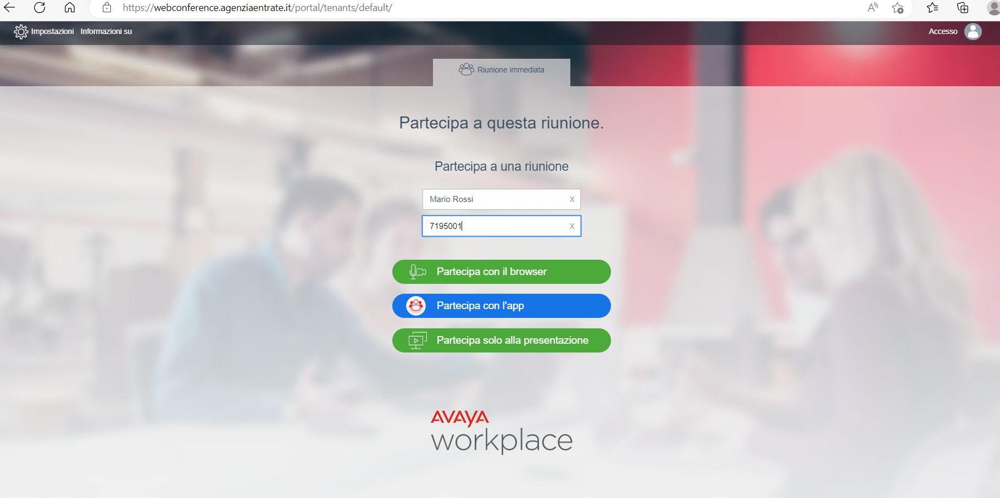 https://webconference.agenziaentrate.it/portal/tenants/default/
Impostazioni Informazioni su Accesso
Riunione immediata
Partecipa a questa riunione.
Partecipa a una riunione
Mario Rossi x
7195001 x
Partecipa con il browser
Partecipa con l'app
Partecipa solo alla presentazione
AVAYA
workplace